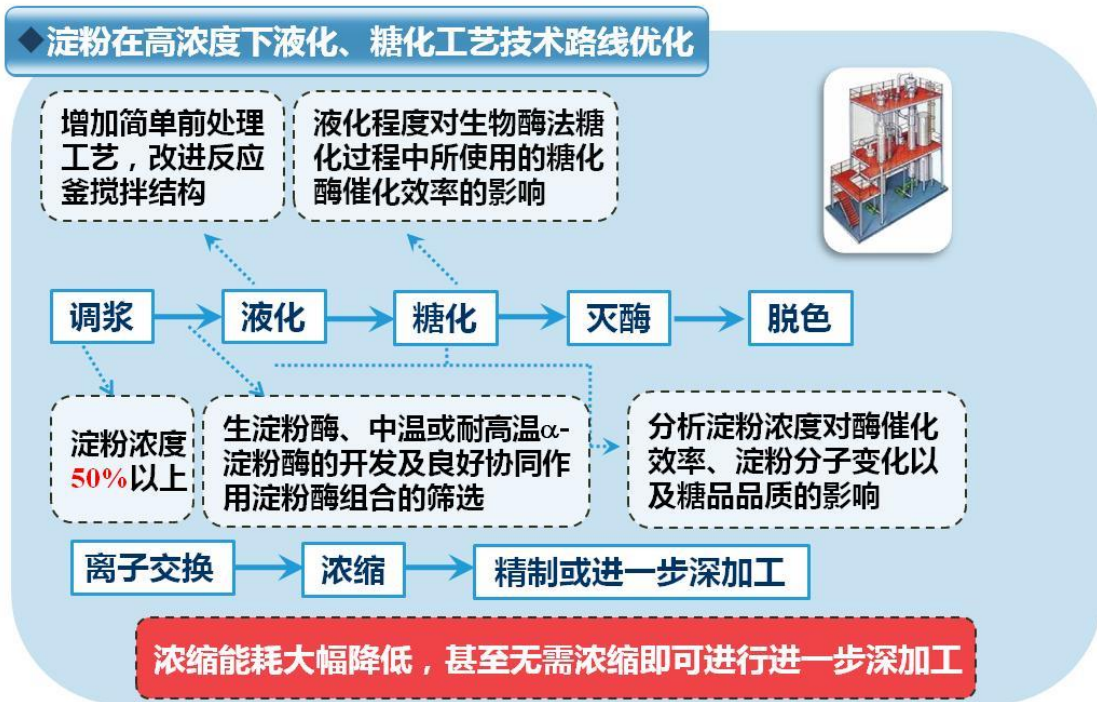 ◆淀粉在高浓度下液化、糖化工艺技术路线优化
增加简单前处理
工艺，改进反应
釜搅拌结构
液化程度对生物酶法糖
化过程中所使用的糖化
酶催化效率的影响
调浆
液化
糖化
灭酶
脱色
淀粉浓度
50%以上
生淀粉酶、中温或耐高温α-
淀粉酶的开发及良好协同作
用淀粉酶组合的筛选
分析淀粉浓度对酶催化
效率、淀粉分子变化以
及糖品品质的影响
离子交换
浓缩
精制或进一步深加工
浓缩能耗大幅降低，甚至无需浓缩即可进行进一步深加工